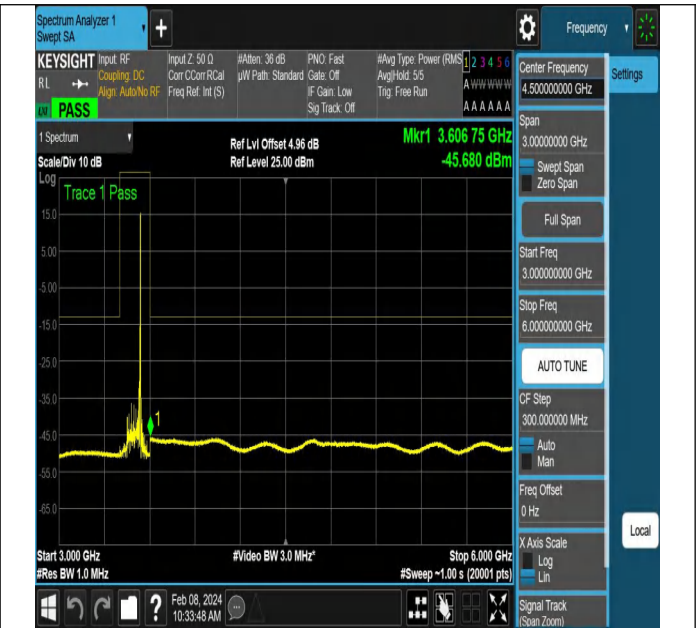 Spectrum Analyzer 1
Swept SA
+
Frequency
KEYSIGHT
Input: RF
Coupling: DC
Align: Auto/No RF
Input Z: 50 Ω
Corr CCorr RCal
Freq Ref: Int (S)
#Atten: 36 dB
µW Path: Standard
PNO: Fast
Gate: Off
IF Gain: Low
Sig Track: Off
#Avg Type: Power (RMS
Avg|Hold: 5/5
Trig: Free Run
1 2 3 4 5 6
A W W W W W
A A A A A A
RL
PASS
1 Spectrum
Scale/Div 10 dB
Log
Ref Lvl Offset 4.96 dB
Ref Level 25.00 dBm
Mkr1 3.606 75 GHz
-45.680 dBm
Trace 1 Pass
15.0
5.00
-5.00
-15.0
-25.0
-35.0
-45.0
-55.0
-65.0
1
Start 3.000 GHz
#Res BW 1.0 MHz
#Video BW 3.0 MHz*
Stop 6.000 GHz
#Sweep ~1.00 s (20001 pts)
?
Feb 08, 2024
10:33:48 AM
Center Frequency
4.500000000 GHz
Settings
Span
3.00000000 GHz
Swept Span
Zero Span
Full Span
Start Freq
3.000000000 GHz
Stop Freq
6.000000000 GHz
AUTO TUNE
CF Step
300.000000 MHz
Auto
Man
Freq Offset
0 Hz
X Axis Scale
Log
Lin
Local
Signal Track
(Span Zoom)